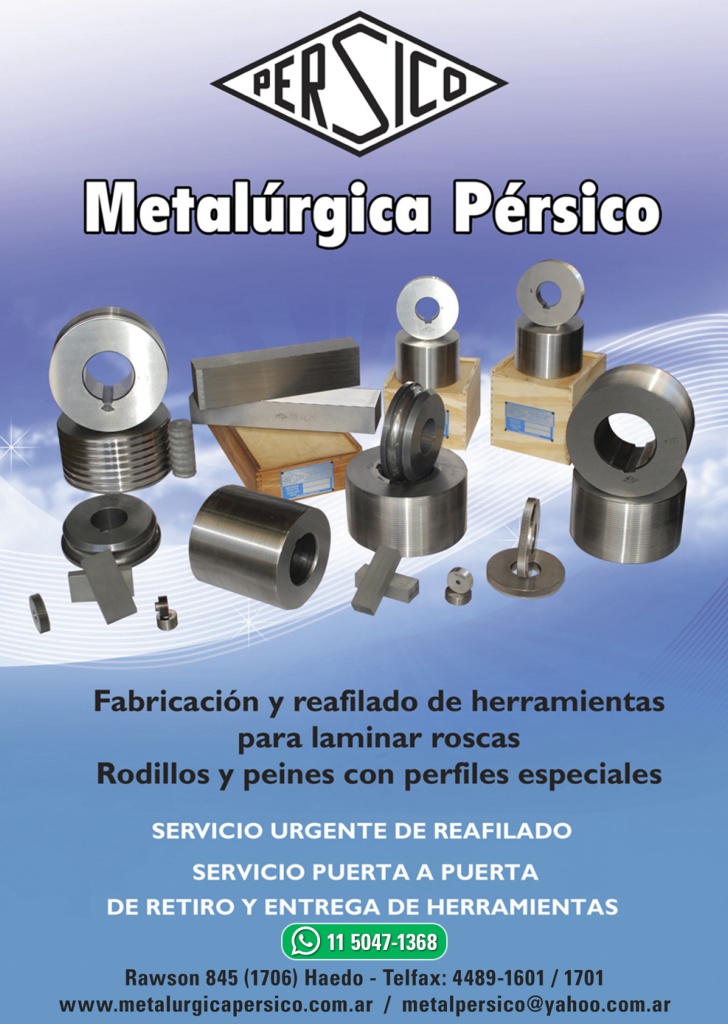 PERSICO
Metalúrgica Pérsico
Fabricación y reafilado de herramientas
para laminar roscas
Rodillos y peines con perfiles especiales
SERVICIO URGENTE DE REAFILADO
SERVICIO PUERTA A PUERTA
DE RETIRO Y ENTREGA DE HERRAMIENTAS
11 5047-1368
Rawson 845 (1706) Haedo - Telfax: 4489-1601 / 1701
www.metalurgicapersico.com.ar / metalpersico@yahoo.com.ar